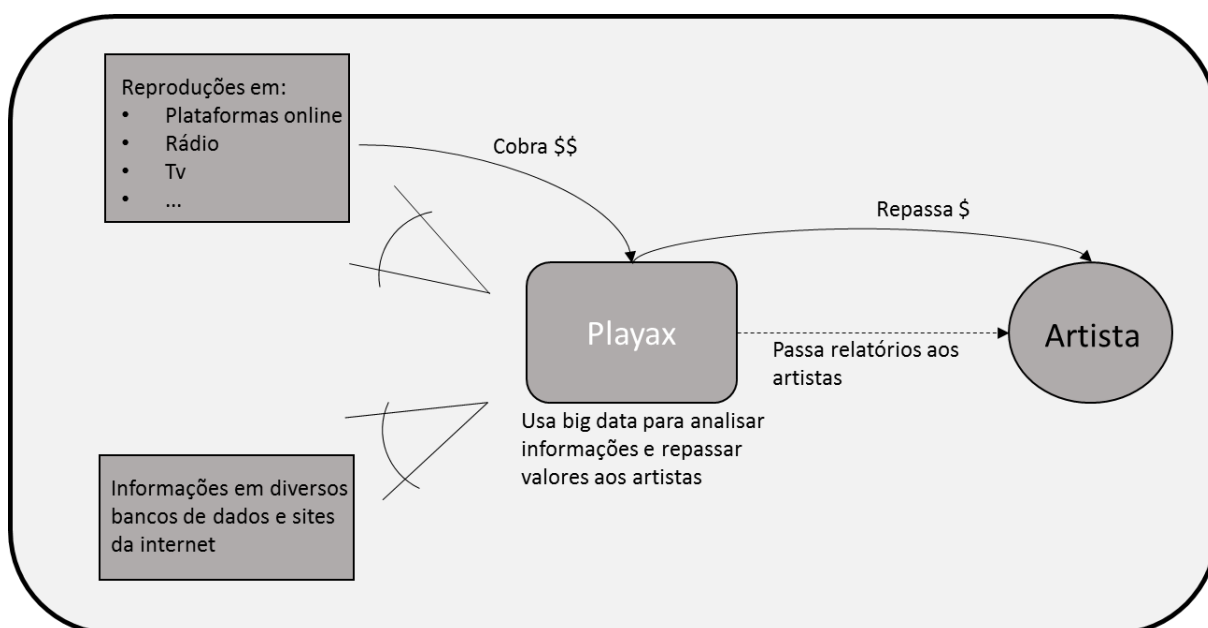 Reproduções em:
• Plataformas online
• Rádio
• Tv
• ...
Cobra $$
Repassa $
Playax
Artista
Passa relatórios aos
artistas
Usa big data para analisar
informações e repassar
valores aos artistas
Informações em diversos
bancos de dados e sites
da internet